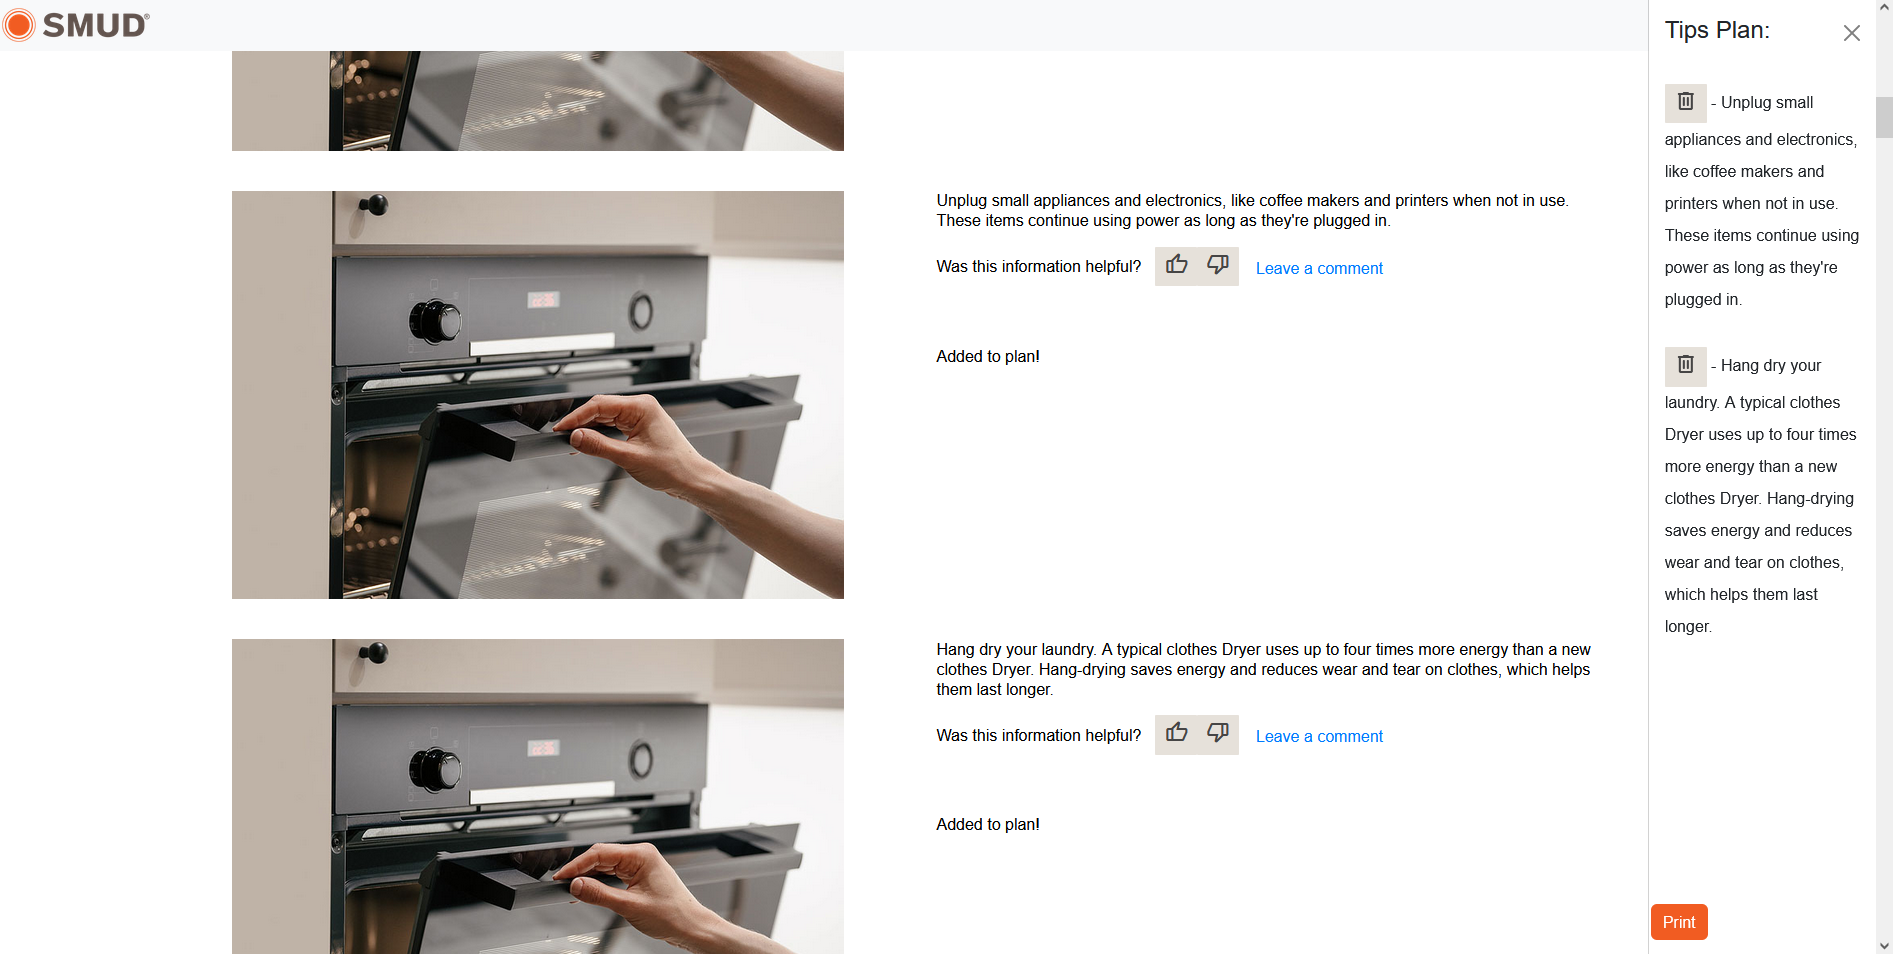 SMUD®
Unplug small appliances and electronics, like coffee makers and printers when not in use.
These items continue using power as long as they're plugged in.
Was this information helpful?
Leave a comment
Added to plan!
Hang dry your laundry. A typical clothes Dryer uses up to four times more energy than a new
clothes Dryer. Hang-drying saves energy and reduces wear and tear on clothes, which helps
them last longer.
Was this information helpful?
Leave a comment
Added to plan!
Tips Plan:
- Unplug small
appliances and electronics,
like coffee makers and
printers when not in use.
These items continue using
power as long as they're
plugged in.
- Hang dry your
laundry. A typical clothes
Dryer uses up to four times
more energy than a new
clothes Dryer. Hang-drying
saves energy and reduces
wear and tear on clothes,
which helps them last
longer.
Print